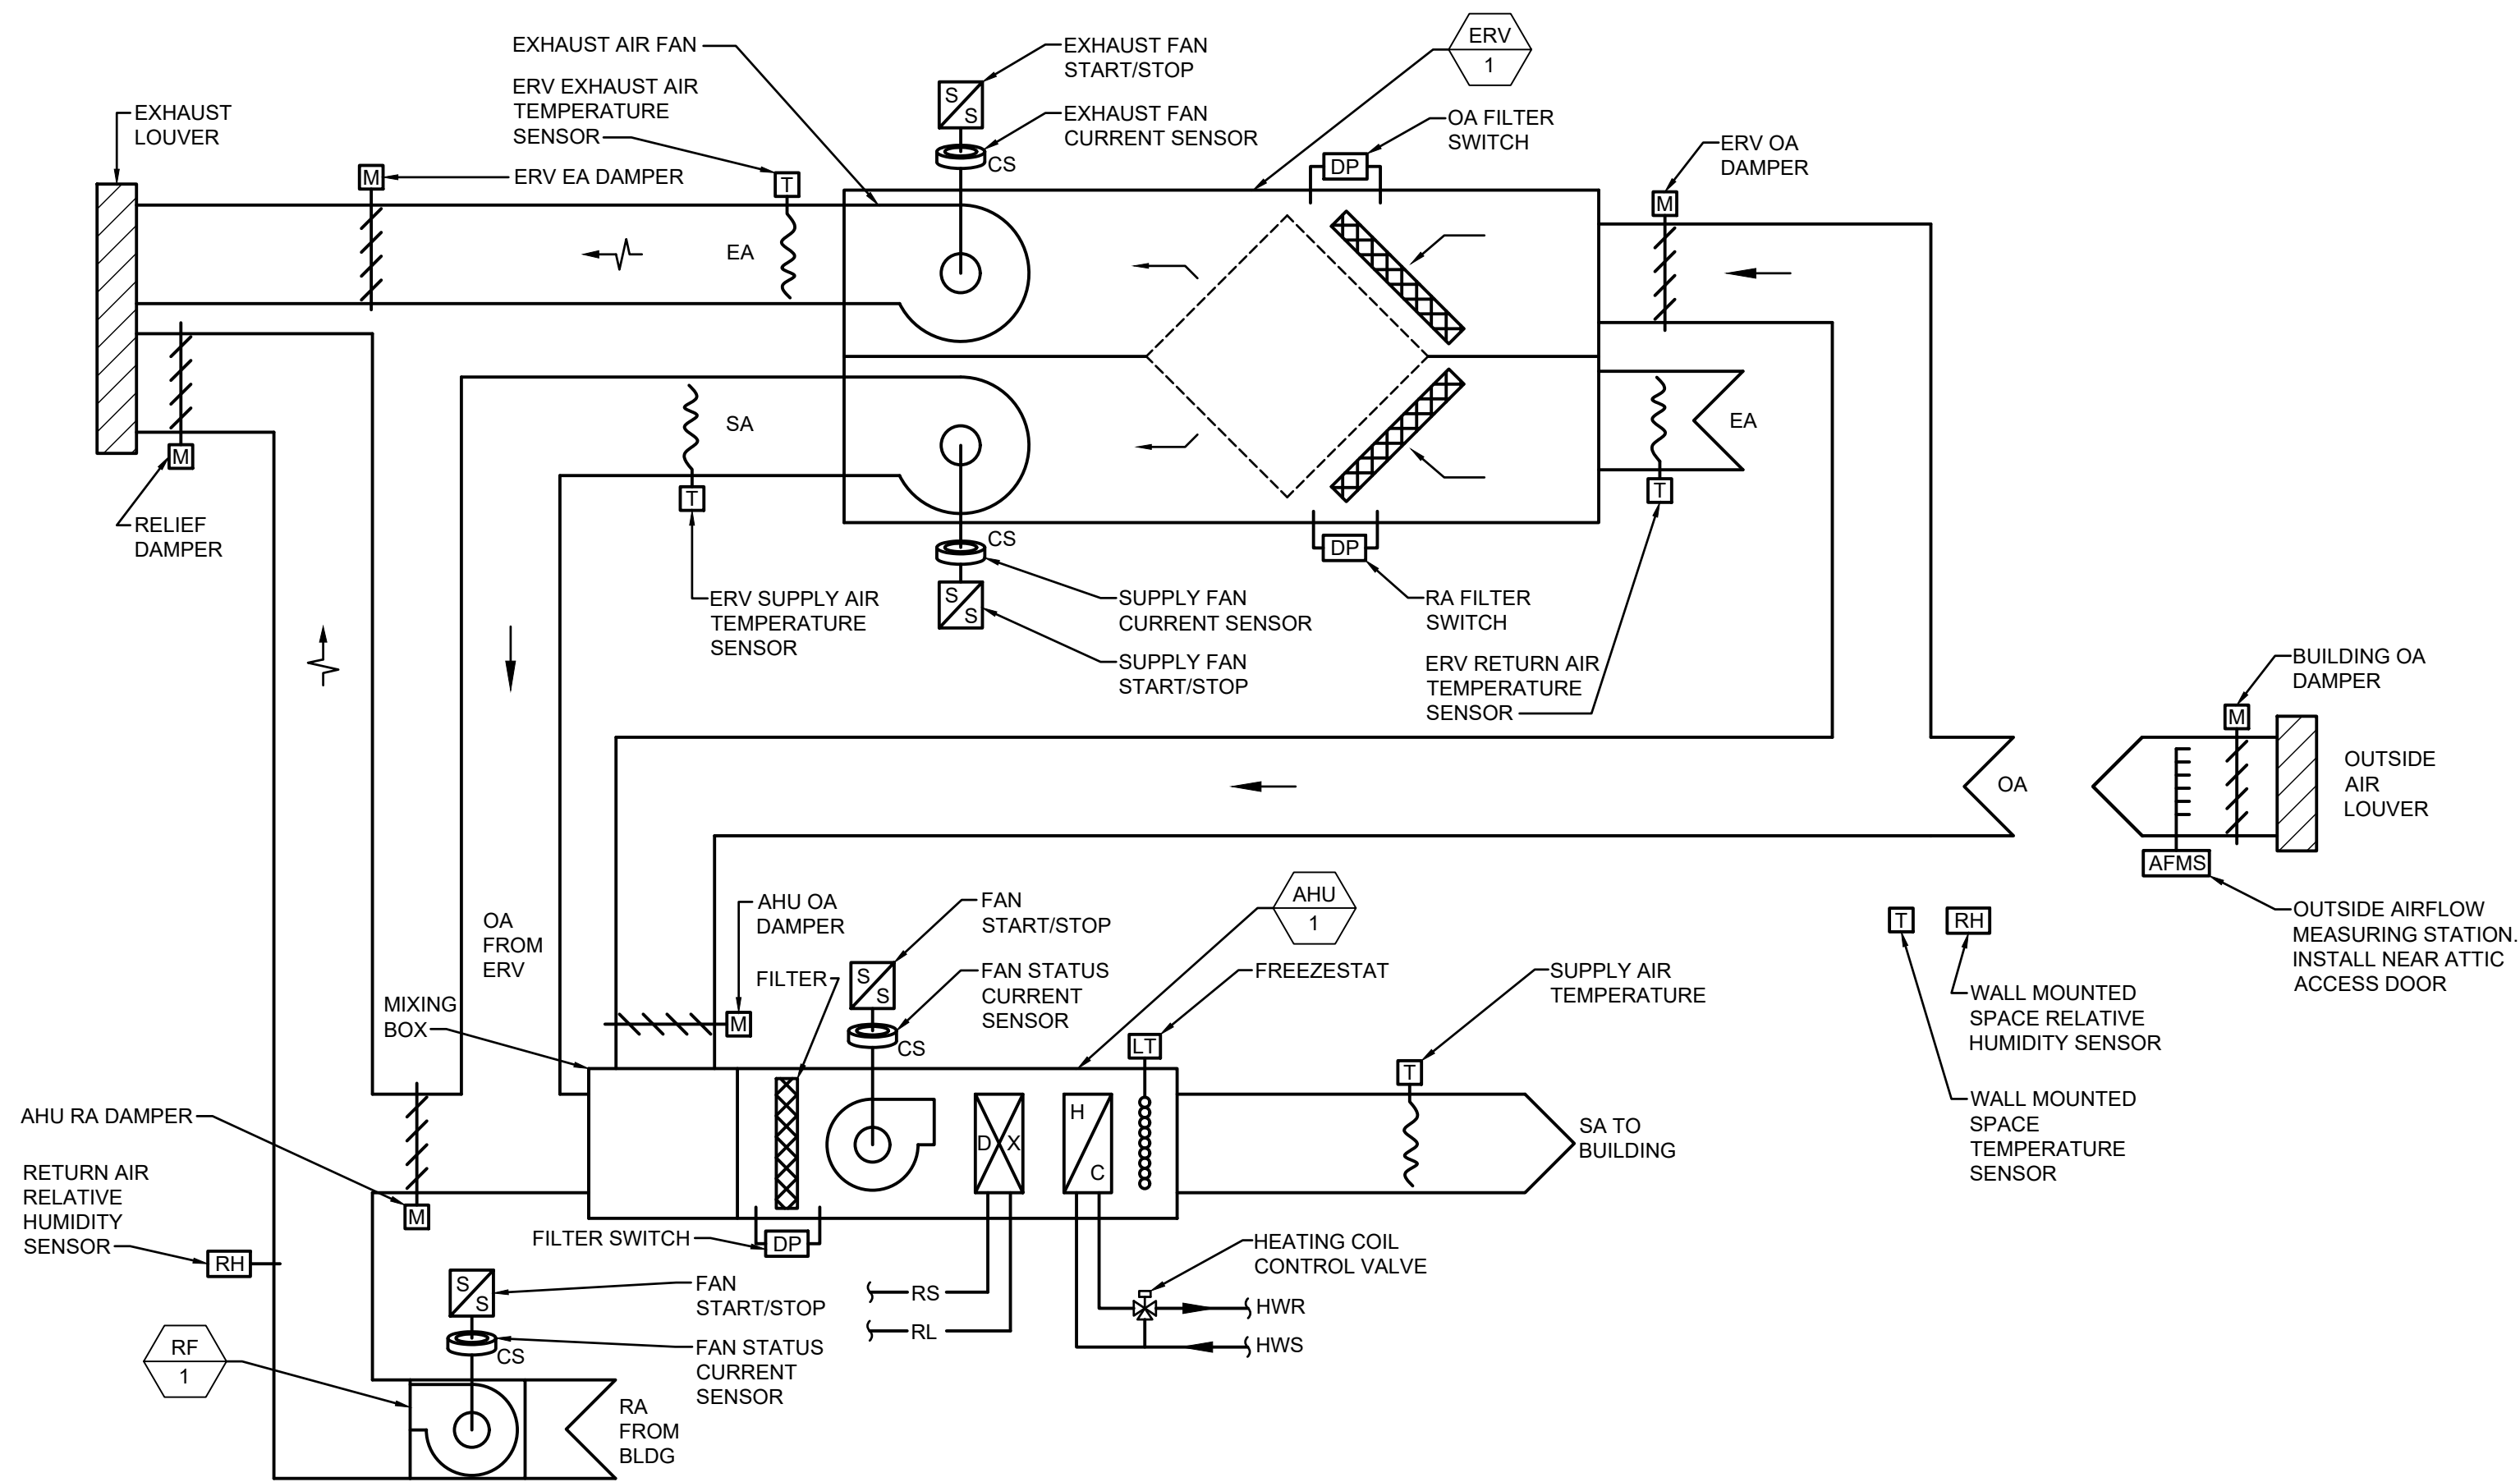 EXHAUST AIR FAN
ERV EXHAUST AIR
TEMPERATURE
SENSOR
ERV EA DAMPER
EXHAUST
LOUVER
M
T
EA
S
S
CS
EXHAUST FAN
START/STOP
EXHAUST FAN
CURRENT SENSOR
ERV
1
OA FILTER
SWITCH
DP
ERV OA
DAMPER
M
M
RELIEF
DAMPER
SA
T
ERV SUPPLY AIR
TEMPERATURE
SENSOR
CS
S
S
SUPPLY FAN
CURRENT SENSOR
SUPPLY FAN
START/STOP
DP
RA FILTER
SWITCH
EA
T
ERV RETURN AIR
TEMPERATURE
SENSOR
BUILDING OA
DAMPER
M
OA
OUTSIDE
AIR
LOUVER
AFMS
OUTSIDE AIRFLOW
MEASURING STATION.
INSTALL NEAR ATTIC
ACCESS DOOR
T
RH
WALL MOUNTED
SPACE RELATIVE
HUMIDITY SENSOR
WALL MOUNTED
SPACE
TEMPERATURE
SENSOR
OA
FROM
ERV
MIXING
BOX
AHU OA
DAMPER
M
FILTER
S
S
CS
FAN
START/STOP
FAN STATUS
CURRENT
SENSOR
AHU
1
FREEZESTAT
LT
SUPPLY AIR
TEMPERATURE
T
D X
H
C
SA TO
BUILDING
AHU RA DAMPER
M
RETURN AIR
RELATIVE
HUMIDITY
SENSOR
RH
FILTER SWITCH
DP
RS
RL
HEATING COIL
CONTROL VALVE
HWR
HWS
S
S
CS
FAN
START/STOP
FAN STATUS
CURRENT
SENSOR
RF
1
RA
FROM
BLDG